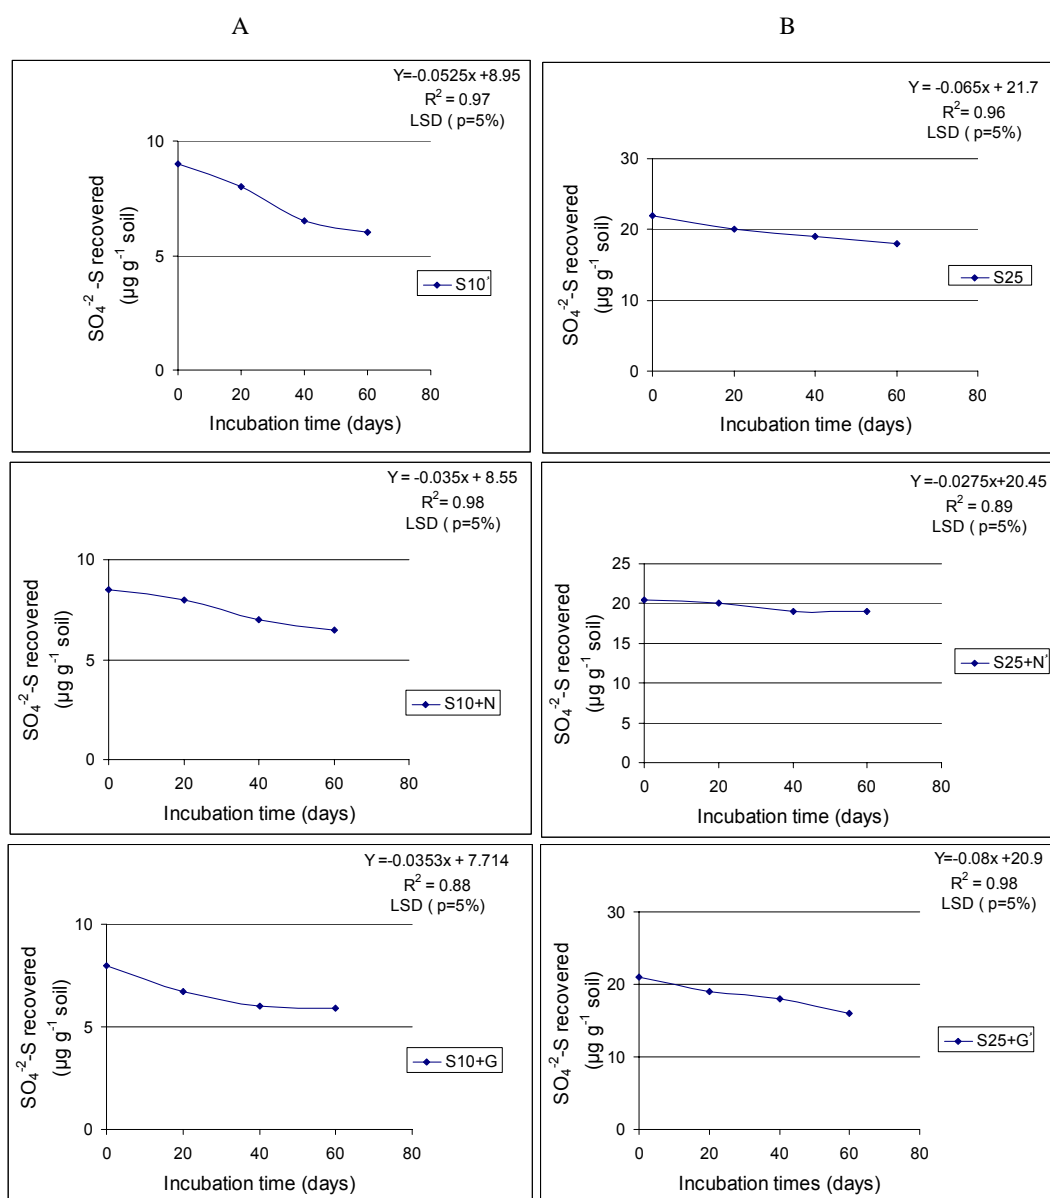 A
B
Y=-0.0525x +8.95
R² = 0.97
LSD ( p=5%)
SO₄⁻² -S recovered
(µg g⁻¹ soil)
10
5
0
0 20 40 60 80
Incubation time (days)
S10'
Y = -0.065x + 21.7
R² = 0.96
LSD ( p=5%)
SO₄⁻²-S recovered
(µg g⁻¹ soil)
30
20
10
0
0 20 40 60 80
Incubation time (days)
S25
Y = -0.035x + 8.55
R²= 0.98
LSD ( p=5%)
SO₄⁻²-S recovered
(µg g⁻¹ soil)
10
5
0
0 20 40 60 80
Incubation time (days)
S10+N
Y=-0.0275x+20.45
R² = 0.89
LSD ( p=5%)
SO₄⁻²-S recovered
(µg g⁻¹ soil)
25
20
15
10
5
0
0 20 40 60 80
Incubation time (days)
S25+N'
Y =-0.0353x + 7.714
R² = 0.88
LSD ( p=5%)
SO₄⁻²-S recovered
(µg g⁻¹ soil)
10
5
0
0 20 40 60 80
Incubation time (days)
S10+G
Y=-0.08x +20.9
R² = 0.98
LSD ( p=5%)
SO₄⁻²-S recovered
(µg g⁻¹ soil)
30
20
10
0
0 20 40 60 80
Incubation times (days)
S25+G'